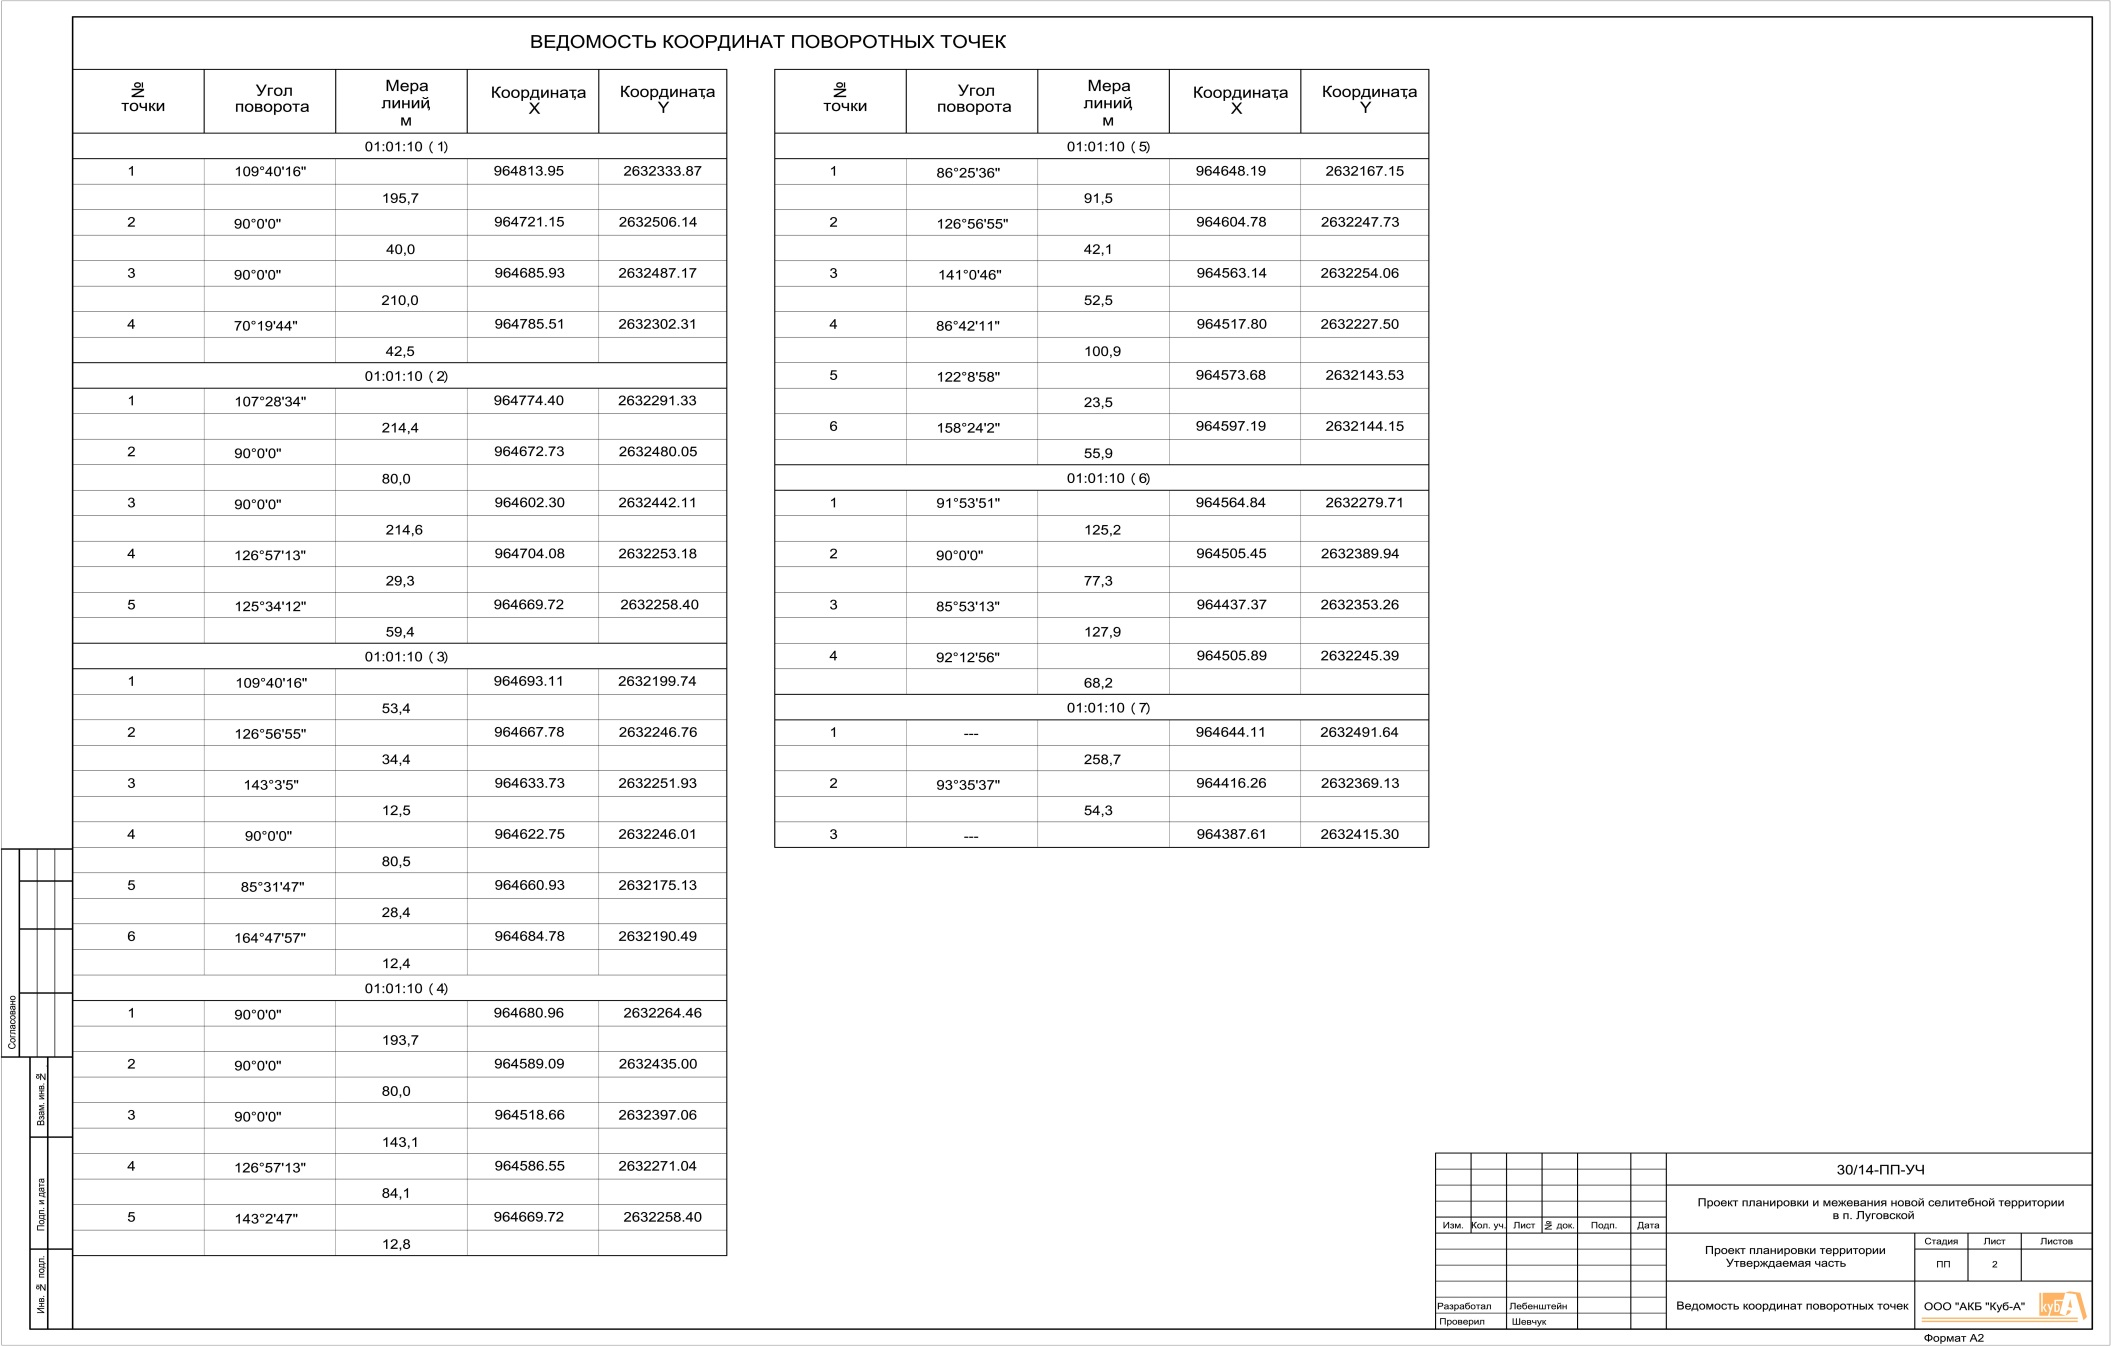 ВЕДОМОСТЬ КООРДИНАТ ПОВОРОТНЫХ ТОЧЕК
№ точки Угол поворота Мера линий, м Координата, X Координата, Y
01:01:10 (1)
1 109°40'16" 964813.95 2632333.87
195,7
2 90°0'0" 964721.15 2632506.14
40,0
3 90°0'0" 964685.93 2632487.17
210,0
4 70°19'44" 964785.51 2632302.31
42,5
01:01:10 (2)
1 107°28'34" 964774.40 2632291.33
214,4
2 90°0'0" 964672.73 2632480.05
80,0
3 90°0'0" 964602.30 2632442.11
214,6
4 126°57'13" 964704.08 2632253.18
29,3
5 125°34'12" 964669.72 2632258.40
59,4
01:01:10 (3)
1 109°40'16" 964693.11 2632199.74
53,4
2 126°56'55" 964667.78 2632246.76
34,4
3 143°3'5" 964633.73 2632251.93
12,5
4 90°0'0" 964622.75 2632246.01
80,5
5 85°31'47" 964660.93 2632175.13
28,4
6 164°47'57" 964684.78 2632190.49
12,4
01:01:10 (4)
1 90°0'0" 964680.96 2632264.46
193,7
2 90°0'0" 964589.09 2632435.00
80,0
3 90°0'0" 964518.66 2632397.06
143,1
4 126°57'13" 964586.55 2632271.04
84,1
5 143°2'47" 964669.72 2632258.40
12,8
№ точки Угол поворота Мера линий, м Координата, X Координата, Y
01:01:10 (5)
1 86°25'36" 964648.19 2632167.15
91,5
2 126°56'55" 964604.78 2632247.73
42,1
3 141°0'46" 964563.14 2632254.06
52,5
4 86°42'11" 964517.80 2632227.50
100,9
5 122°8'58" 964573.68 2632143.53
23,5
6 158°24'2" 964597.19 2632144.15
55,9
01:01:10 (6)
1 91°53'51" 964564.84 2632279.71
125,2
2 90°0'0" 964505.45 2632389.94
77,3
3 85°53'13" 964437.37 2632353.26
127,9
4 92°12'56" 964505.89 2632245.39
68,2
01:01:10 (7)
1 --- 964644.11 2632491.64
258,7
2 93°35'37" 964416.26 2632369.13
54,3
3 --- 964387.61 2632415.30
Согласовано
Взам. инв. №
Подп. и дата
Инв. № подл.
30/14-ПП-УЧ
Проект планировки и межевания новой селитебной территории
в п. Луговской
Изм. Кол. уч. Лист № док. Подп. Дата
Проект планировки территории
Утверждаемая часть
Стадия Лист Листов
ПП 2
Разработал Лебенштейн
Проверил Шевчук
Ведомость координат поворотных точек
ООО "АКБ "Куб-А"
куб А
Формат А2